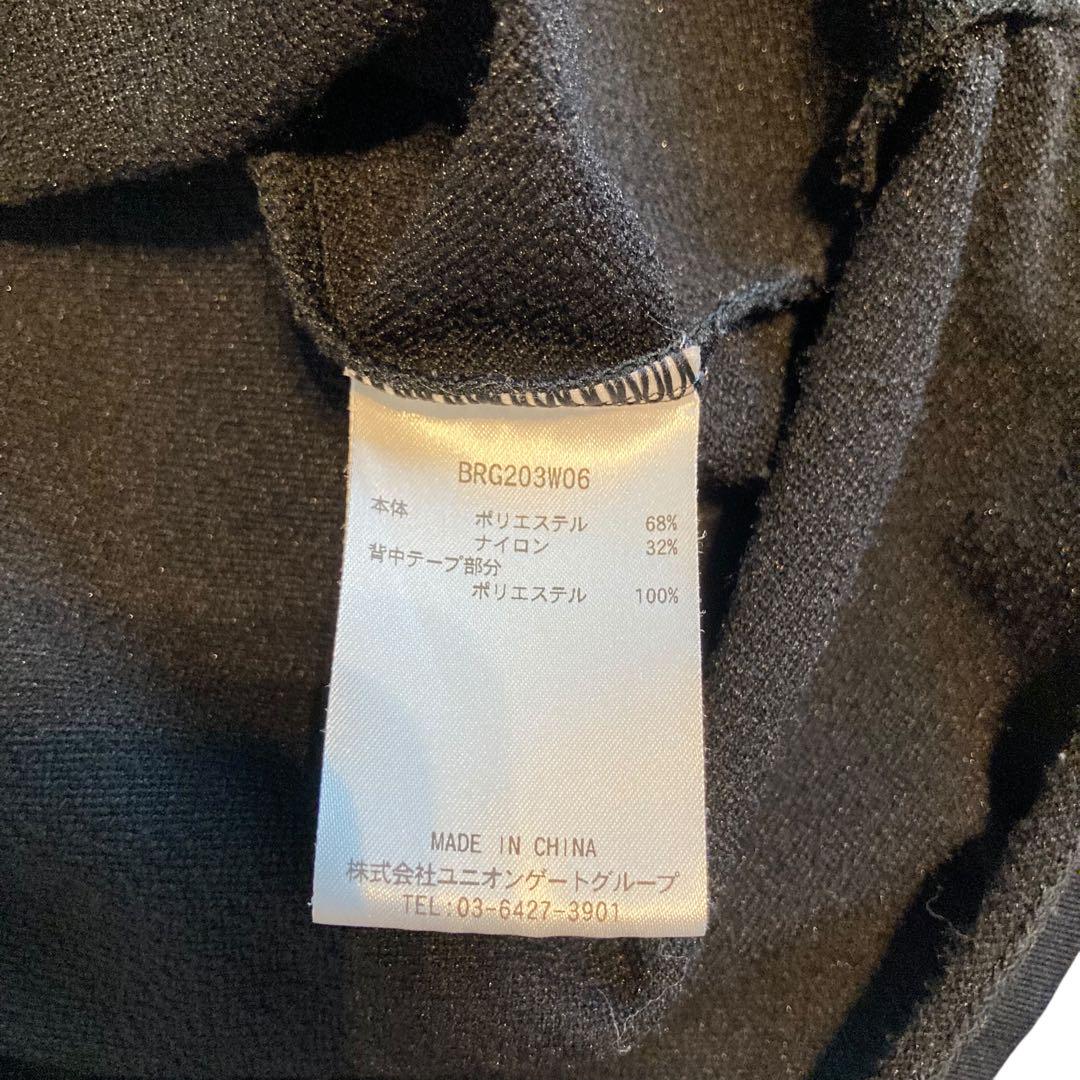 BRG203W06
本体 ポリエステル 68%
ナイロン 32%
背中テープ部分
ポリエステル 100%
MADE IN CHINA
株式会社ユニオンゲートグループ
TEL:03-6427-3901